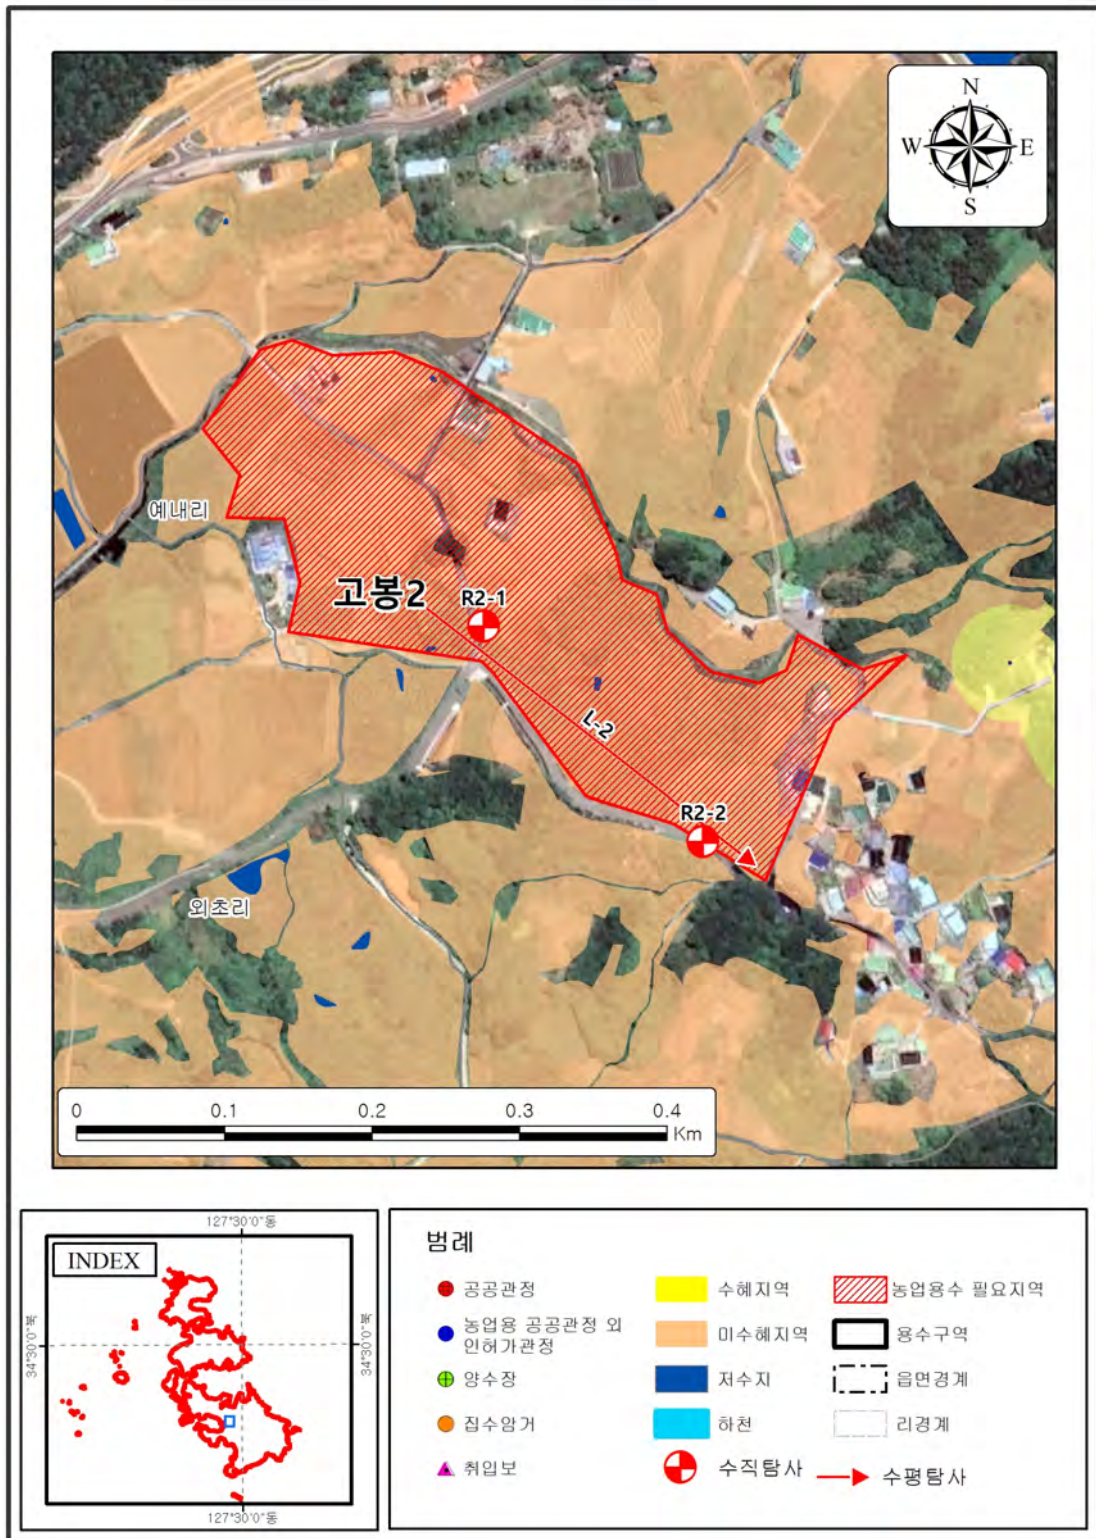 N
W E
S
예내리
고봉2
R2-1
L-2
R2-2
외초리
0 0.1 0.2 0.3 0.4
Km
127°30'0"동
INDEX
34°30'0"북
34°30'0"북
127°30'0"동
범례
공공관정
농업용 공공관정 외
인허가관정
양수장
집수암거
취입보
수혜지역
미수혜지역
저수지
하천
수직탐사
농업용수 필요지역
용수구역
읍면경계
리경계
수평탐사